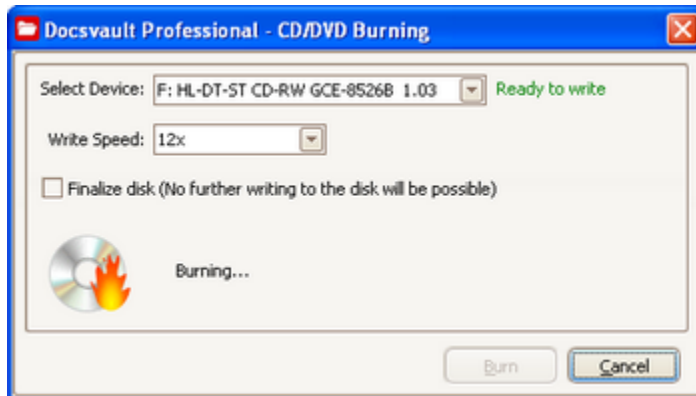 Docsvault Professional - CD/DVD Burning
Select Device: F: HL-DT-ST CD-RW GCE-8526B 1.03 Ready to write
Write Speed: 12x
Finalize disk (No further writing to the disk will be possible)
Burning...
Burn Cancel